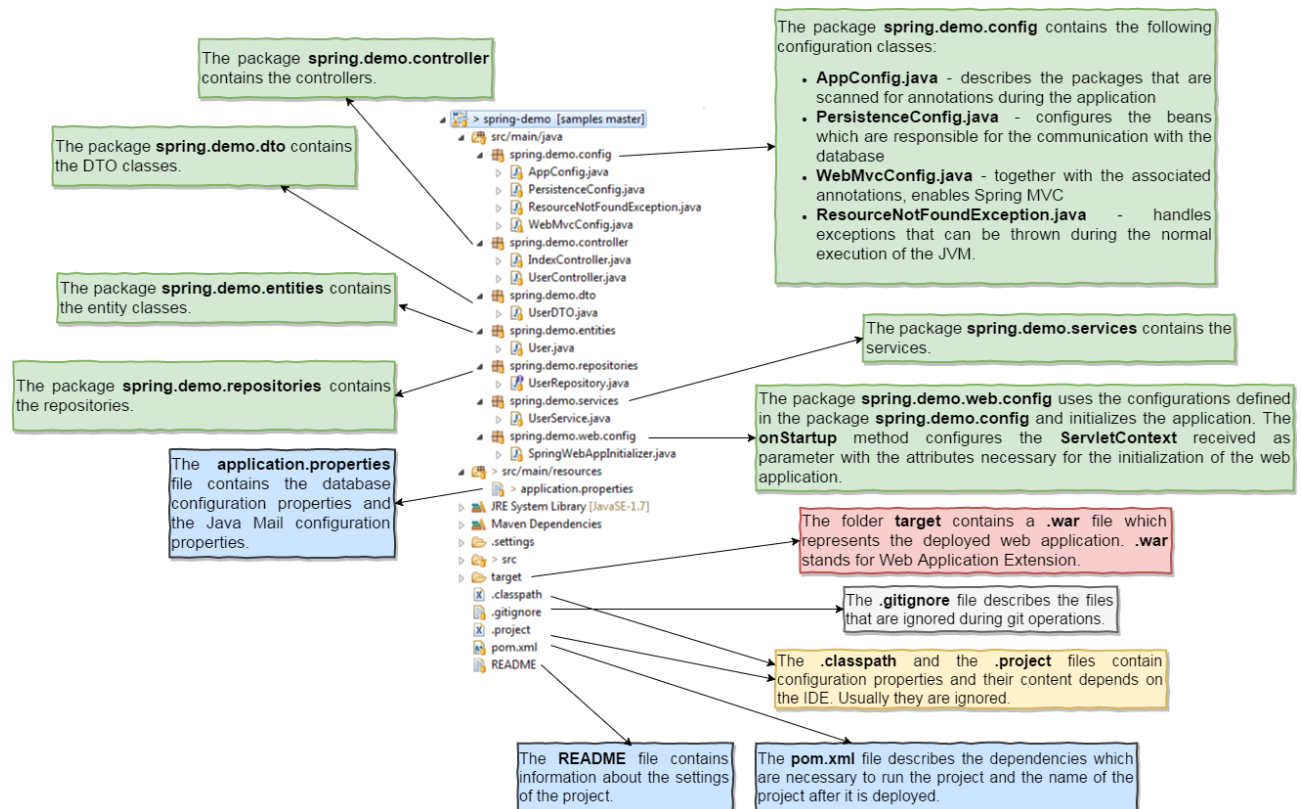 The package spring.demo.controller
contains the controllers.
The package spring.demo.dto contains
the DTO classes.
The package spring.demo.entities contains
the entity classes.
The package spring.demo.repositories contains
the repositories.
The application.properties
file contains the database
configuration properties and
the Java Mail configuration
properties.
> spring-demo [samples master]
src/main/java
spring.demo.config
AppConfig.java
PersistenceConfig.java
ResourceNotFoundException.java
WebMvcConfig.java
spring.demo.controller
IndexController.java
UserController.java
spring.demo.dto
UserDTO.java
spring.demo.entities
User.java
spring.demo.repositories
UserRepository.java
spring.demo.services
UserService.java
spring.demo.web.config
SpringWebAppInitializer.java
> src/main/resources
> application.properties
JRE System Library [JavaSE-1.7]
Maven Dependencies
.settings
> src
target
.classpath
.gitignore
.project
pom.xml
README
The package spring.demo.config contains the following
configuration classes:
• AppConfig.java - describes the packages that are
scanned for annotations during the application
• PersistenceConfig.java - configures the beans
which are responsible for the communication with the
database
• WebMvcConfig.java - together with the associated
annotations, enables Spring MVC
• ResourceNotFoundException.java - handles
exceptions that can be thrown during the normal
execution of the JVM.
The package spring.demo.services contains the
services.
The package spring.demo.web.config uses the configurations defined
in the package spring.demo.config and initializes the application. The
onStartup method configures the ServletContext received as
parameter with the attributes necessary for the initialization of the web
application.
The folder target contains a .war file which
represents the deployed web application. .war
stands for Web Application Extension.
The .gitignore file describes the files
that are ignored during git operations.
The .classpath and the .project files contain
configuration properties and their content depends on
the IDE. Usually they are ignored.
The README file contains
information about the settings
of the project.
The pom.xml file describes the dependencies which
are necessary to run the project and the name of the
project after it is deployed.